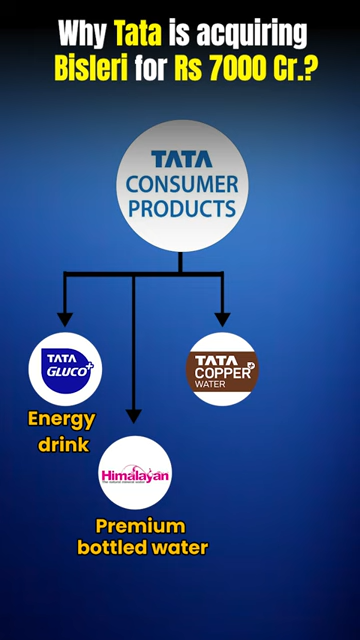 Why Tata is acquiring
Bisleri for Rs 7000 Cr.?
TATA
CONSUMER
PRODUCTS
TATA
GLUCO+
TATA
COPPER+
WATER
Energy
drink
Himalayan
Premium
bottled water